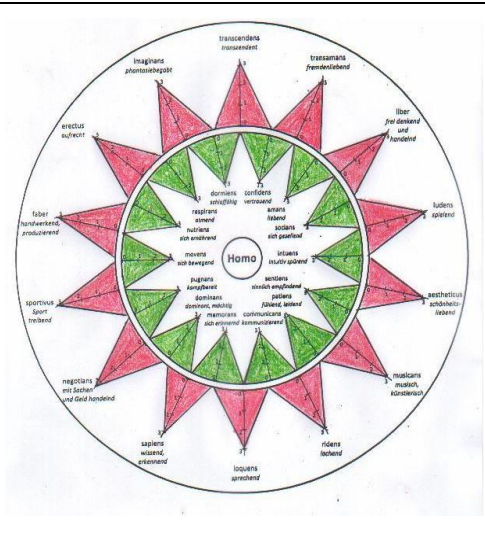 transcendens
transzendent
transamans
fremdenliebend
liber
frei denkend
und
handelnd
ludens
spielend
aestheticus
schönheits-
liebend
musicans
musisch,
künstlerisch
ridens
lachend
loquens
sprechend
sapiens
wissend,
erkennend
negotians
mit Sachen
und Geld handelnd
sportivus
Sport
treibend
faber
handwerkend,
produzierend
erectus
aufrecht
imaginans
phantasiebegabt
dormiens
schlaffähig
confidens
vertrauend
amans
liebend
socians
sich gesellend
intuens
intuitiv spürend
sentiens
sinnlich empfindend
patiens
fühlend, leidend
communicans
kommunizierend
memorans
sich erinnernd
dominans
dominant, mächtig
pugnans
kampfbereit
movens
sich bewegend
nutriens
sich ernährend
respirans
atmend
Homo